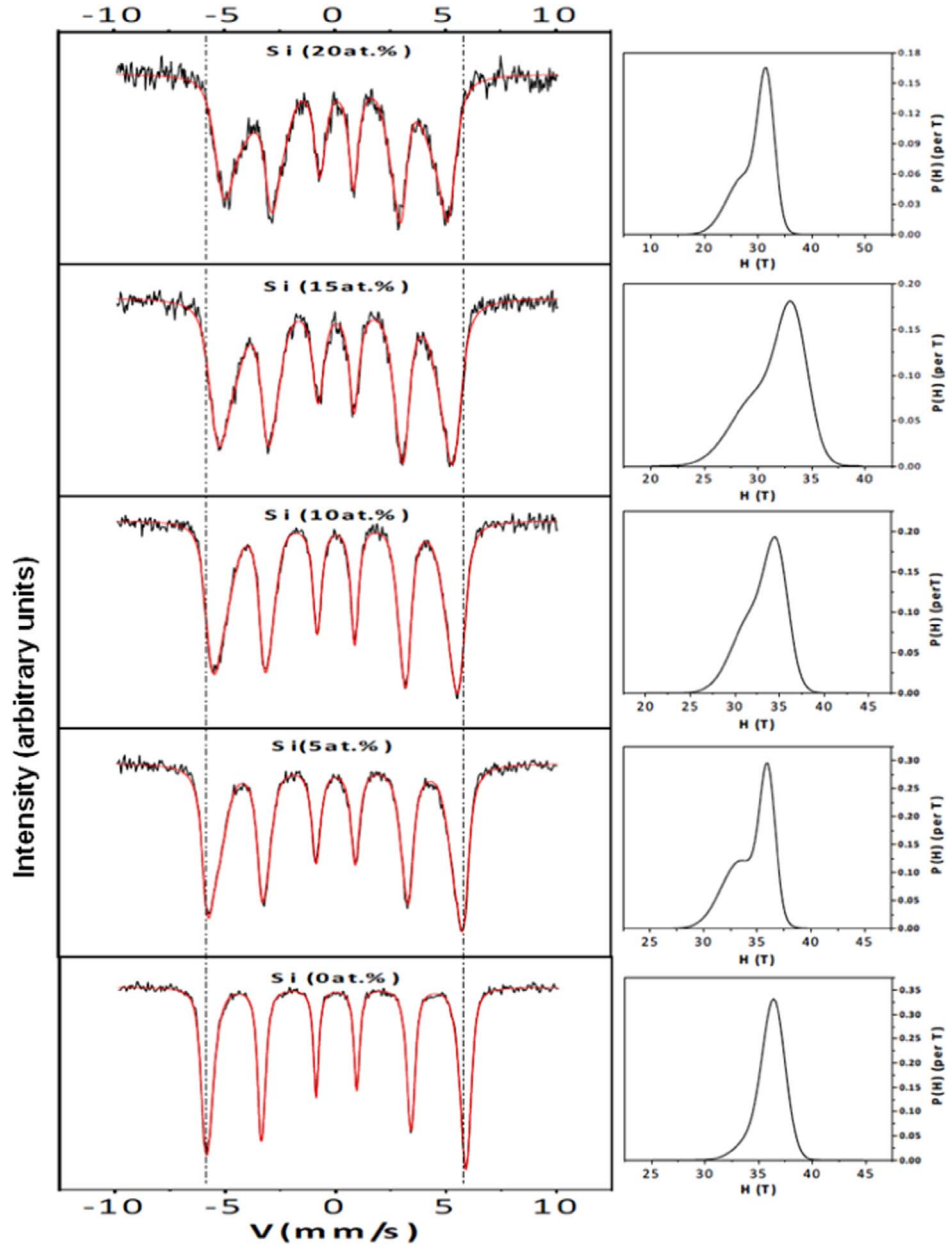 -10 -5 0 5 10
Si (20at.%)
0.18
0.15
0.12
0.09
0.06
0.03
0.00
P(H) (per T)
10 20 30 40 50
H (T)
Si (15at.%)
0.20
0.15
0.10
0.05
0.00
P(H) (per T)
20 25 30 35 40
H (T)
Si (10at.%)
0.20
0.15
0.10
0.05
0.00
P(H) (perT)
20 25 30 35 40 45
H (T)
Si(5at.%)
0.30
0.25
0.20
0.15
0.10
0.05
0.00
P(H) (per T)
25 30 35 40 45
H (T)
Si (0at.%)
0.35
0.30
0.25
0.20
0.15
0.10
0.05
0.00
P(H) (per T)
25 30 35 40 45
H (T)
Intensity (arbitrary units)
-10 -5 0 5 10
V(mm/s)